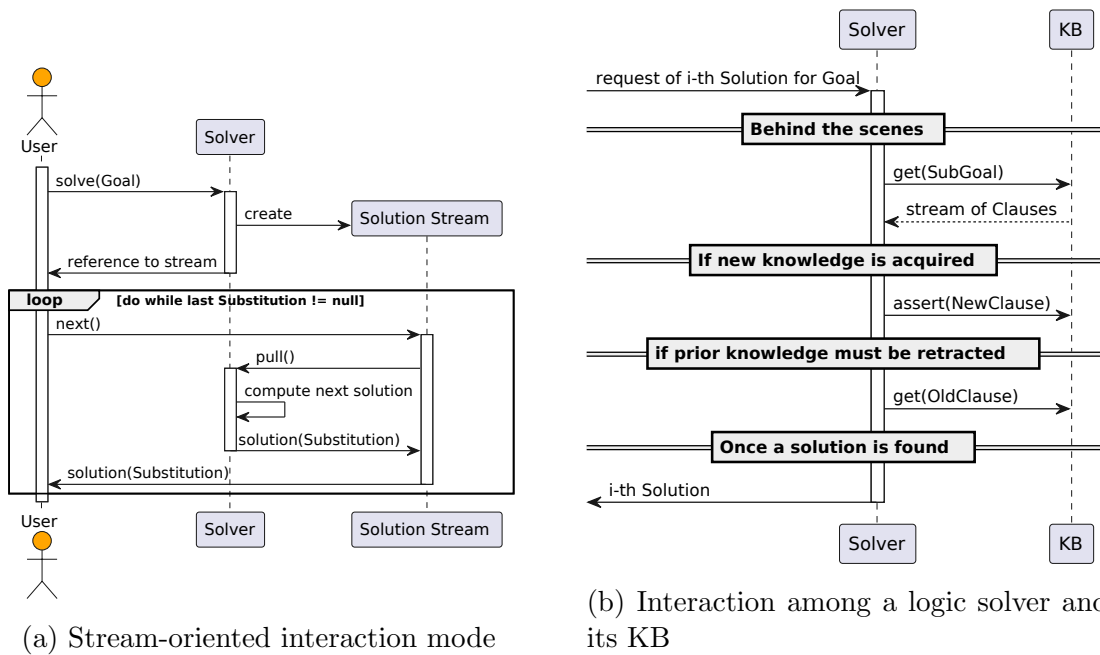 User
Solver
solve(Goal)
create
Solution Stream
reference to stream
loop [do while last Substitution != null]
next()
pull()
compute next solution
solution(Substitution)
solution(Substitution)
User
Solver
Solution Stream
(a) Stream-oriented interaction mode
Solver
KB
request of i-th Solution for Goal
Behind the scenes
get(SubGoal)
stream of Clauses
If new knowledge is acquired
assert(NewClause)
if prior knowledge must be retracted
get(OldClause)
Once a solution is found
i-th Solution
Solver
KB
(b) Interaction among a logic solver and
its KB